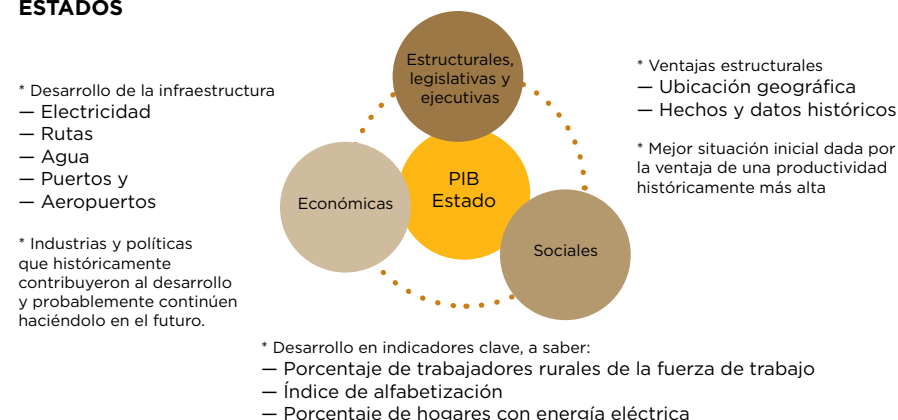 ESTADOS
* Desarrollo de la infraestructura
— Electricidad
— Rutas
— Agua
— Puertos y
— Aeropuertos
* Industrias y políticas
que históricamente
contribuyeron al desarrollo
y probablemente continúen
haciéndolo en el futuro.
Estructurales,
legislativas y
ejecutivas
PIB
Estado
Económicas
Sociales
* Ventajas estructurales
— Ubicación geográfica
— Hechos y datos históricos
* Mejor situación inicial dada por
la ventaja de una productividad
históricamente más alta
* Desarrollo en indicadores clave, a saber:
— Porcentaje de trabajadores rurales de la fuerza de trabajo
— Índice de alfabetización
— Porcentaje de hogares con energía eléctrica